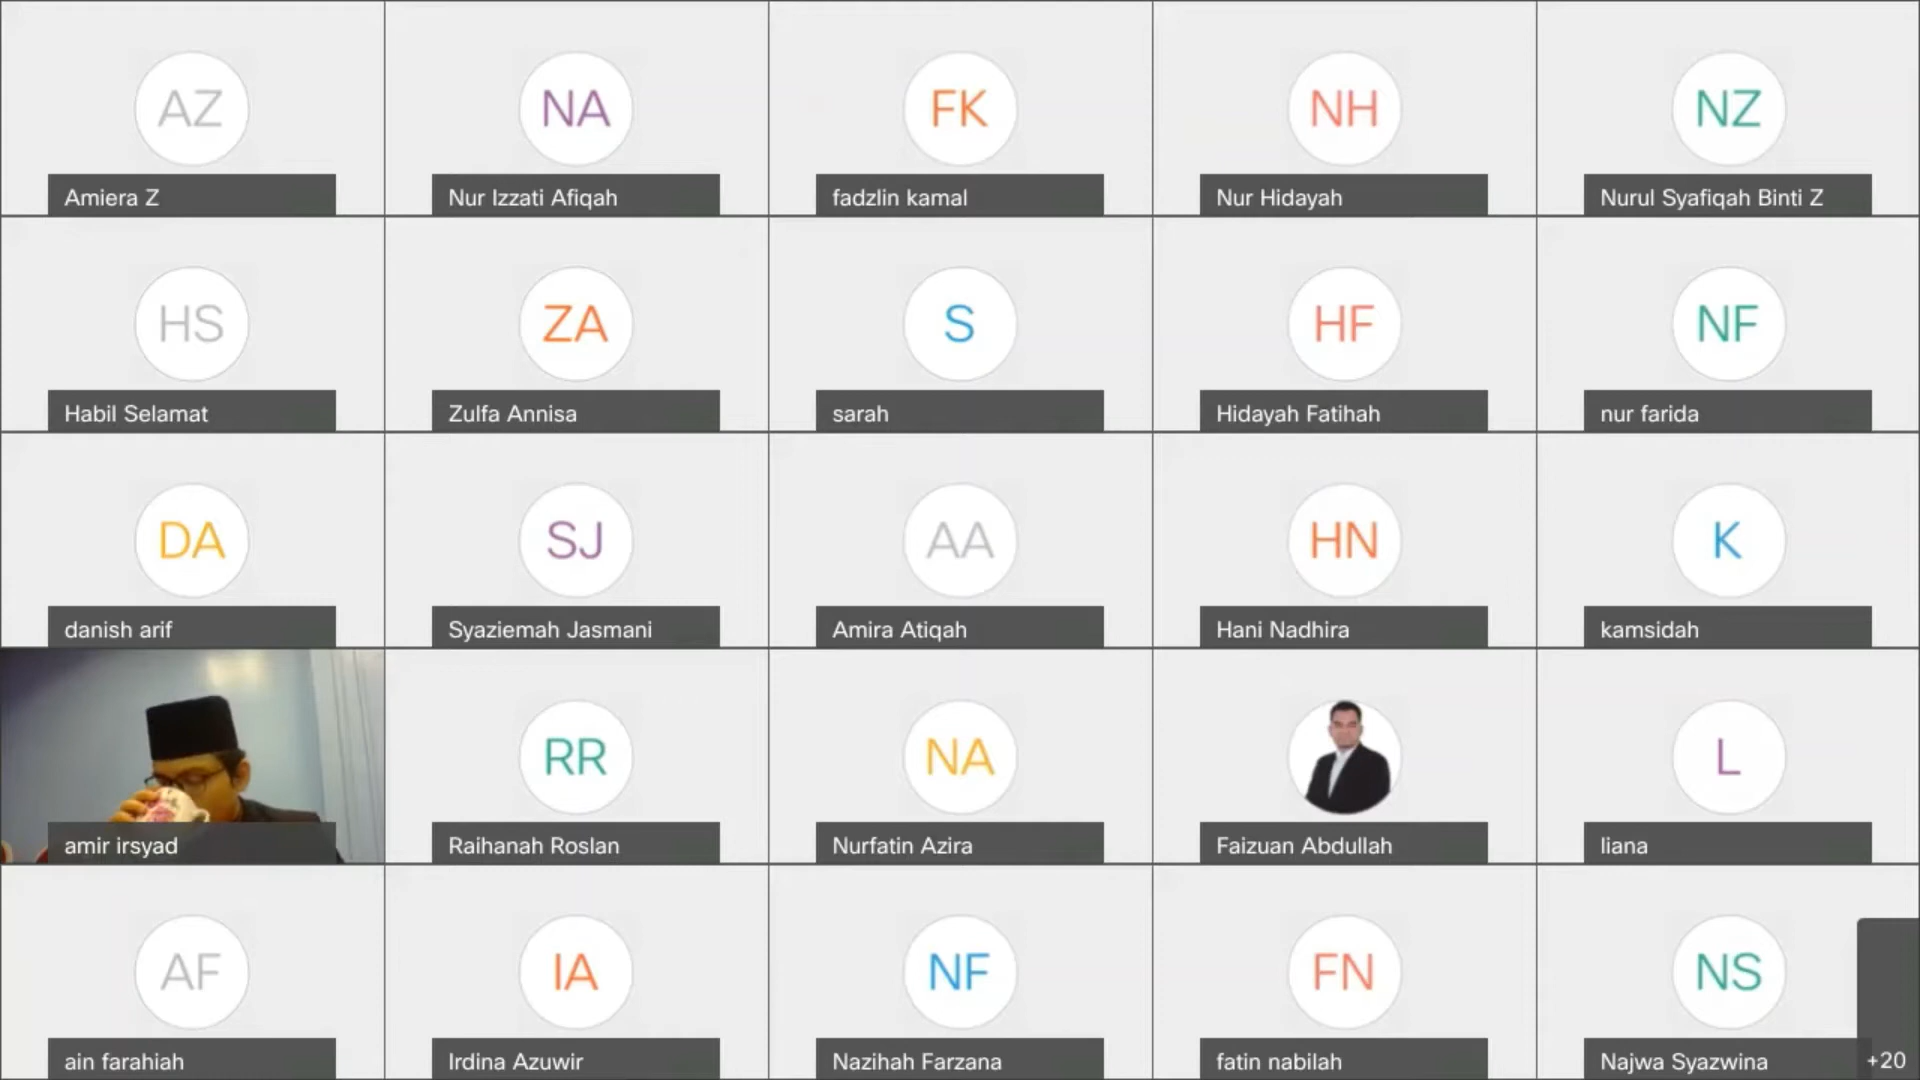 AZ
Amiera Z
NA
Nur Izzati Afiqah
FK
fadzlin kamal
NH
Nur Hidayah
NZ
Nurul Syafiqah Binti Z
HS
Habil Selamat
ZA
Zulfa Annisa
S
sarah
HF
Hidayah Fatihah
NF
nur farida
DA
danish arif
SJ
Syaziemah Jasmani
AA
Amira Atiqah
HN
Hani Nadhira
K
kamsidah
amir irsyad
RR
Raihanah Roslan
NA
Nurfatin Azira
Faizuan Abdullah
L
liana
AF
ain farahiah
IA
Irdina Azuwir
NF
Nazihah Farzana
FN
fatin nabilah
NS
Najwa Syazwina
+20